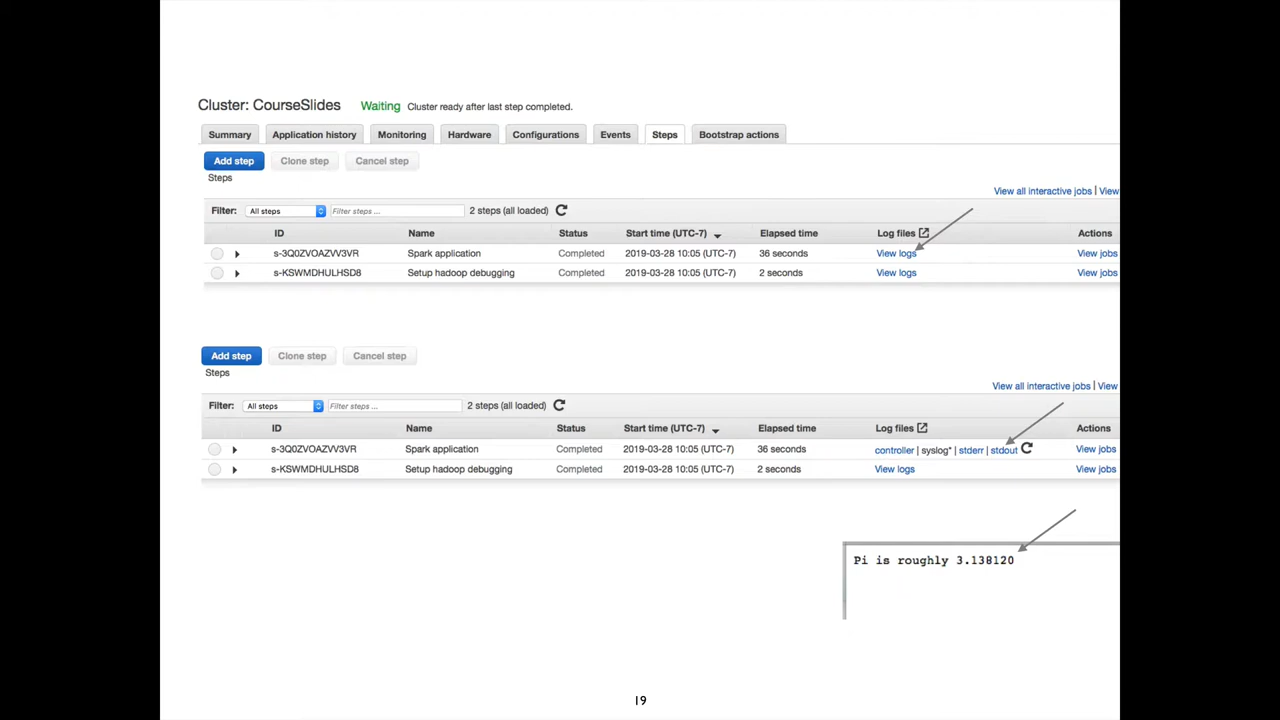 Cluster: CourseSlides Waiting Cluster ready after last step completed.
Summary Application history Monitoring Hardware Configurations Events Steps Bootstrap actions
Add step Clone step Cancel step
Steps
View all interactive jobs | View
Filter: All steps Filter steps ... 2 steps (all loaded)
ID Name Status Start time (UTC-7) Elapsed time Log files Actions
s-3Q0ZVOAZVV3VR Spark application Completed 2019-03-28 10:05 (UTC-7) 36 seconds View logs View jobs
s-KSWMDHULHSD8 Setup hadoop debugging Completed 2019-03-28 10:05 (UTC-7) 2 seconds View logs View jobs
Add step Clone step Cancel step
Steps
View all interactive jobs | View
Filter: All steps Filter steps ... 2 steps (all loaded)
ID Name Status Start time (UTC-7) Elapsed time Log files Actions
s-3Q0ZVOAZVV3VR Spark application Completed 2019-03-28 10:05 (UTC-7) 36 seconds controller | syslog* | stderr | stdout View jobs
s-KSWMDHULHSD8 Setup hadoop debugging Completed 2019-03-28 10:05 (UTC-7) 2 seconds View logs View jobs
Pi is roughly 3.138120
19